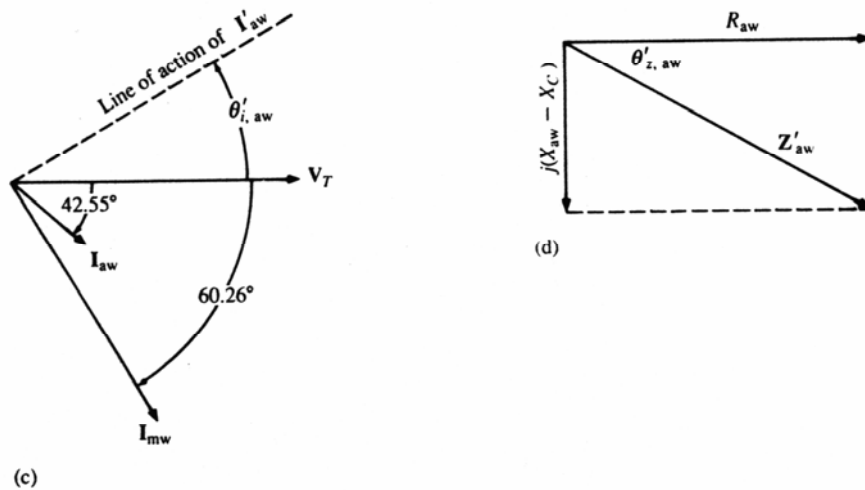 Line of action of I′aw
θ′i, aw
VT
42.55°
Iaw
60.26°
Imw
(c)
Raw
θ′z, aw
j(Xaw − XC)
Z′aw
(d)